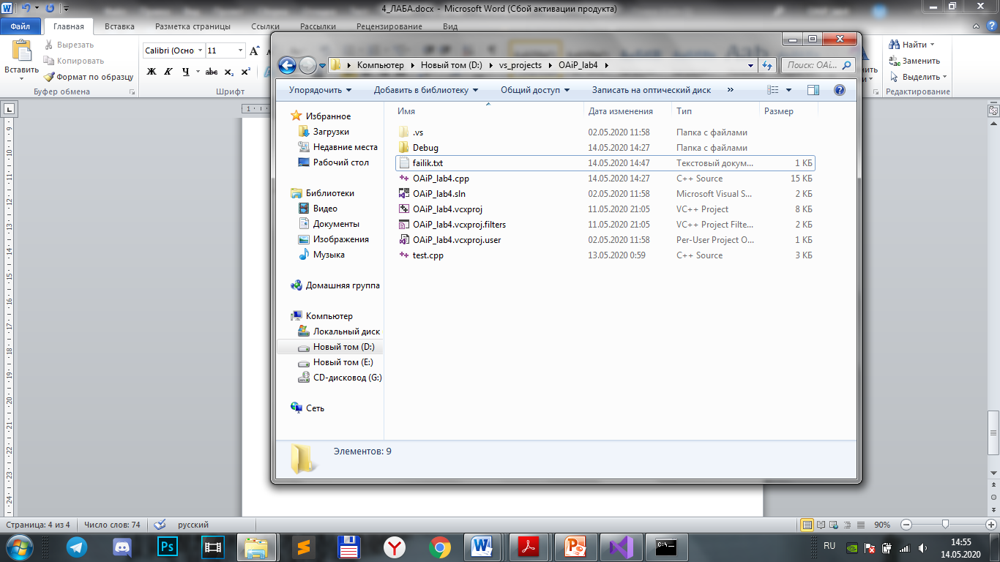 4_ЛАБА.docx - Microsoft Word (Сбой активации продукта)
Файл Главная Вставка Разметка страницы Ссылки Рассылки Рецензирование Вид
Вставить
Вырезать
Копировать
Формат по образцу
Буфер обмена
Calibri (Осно 11
Ж К Ч abc x₂ x²
Шрифт
Найти
Заменить
Выделить
Редактирование
Компьютер Новый том (D:) vs_projects OAiP_lab4
Поиск: OAi...
Упорядочить Добавить в библиотеку Общий доступ Записать на оптический диск »
Избранное
Загрузки
Недавние места
Рабочий стол
Библиотеки
Видео
Документы
Изображения
Музыка
Домашняя группа
Компьютер
Локальный диск
Новый том (D:)
Новый том (E:)
CD-дисковод (G:)
Сеть
Имя Дата изменения Тип Размер
.vs 02.05.2020 11:58 Папка с файлами
Debug 14.05.2020 14:27 Папка с файлами
failik.txt 14.05.2020 14:47 Текстовый докум... 1 КБ
OAiP_lab4.cpp 14.05.2020 14:27 C++ Source 15 КБ
OAiP_lab4.sln 02.05.2020 11:58 Microsoft Visual S... 2 КБ
OAiP_lab4.vcxproj 11.05.2020 21:05 VC++ Project 8 КБ
OAiP_lab4.vcxproj.filters 11.05.2020 21:05 VC++ Project Filte... 2 КБ
OAiP_lab4.vcxproj.user 02.05.2020 11:58 Per-User Project O... 1 КБ
test.cpp 13.05.2020 0:59 C++ Source 3 КБ
Элементов: 9
Страница: 4 из 4 Число слов: 74 русский 90%
RU
14:55
14.05.2020